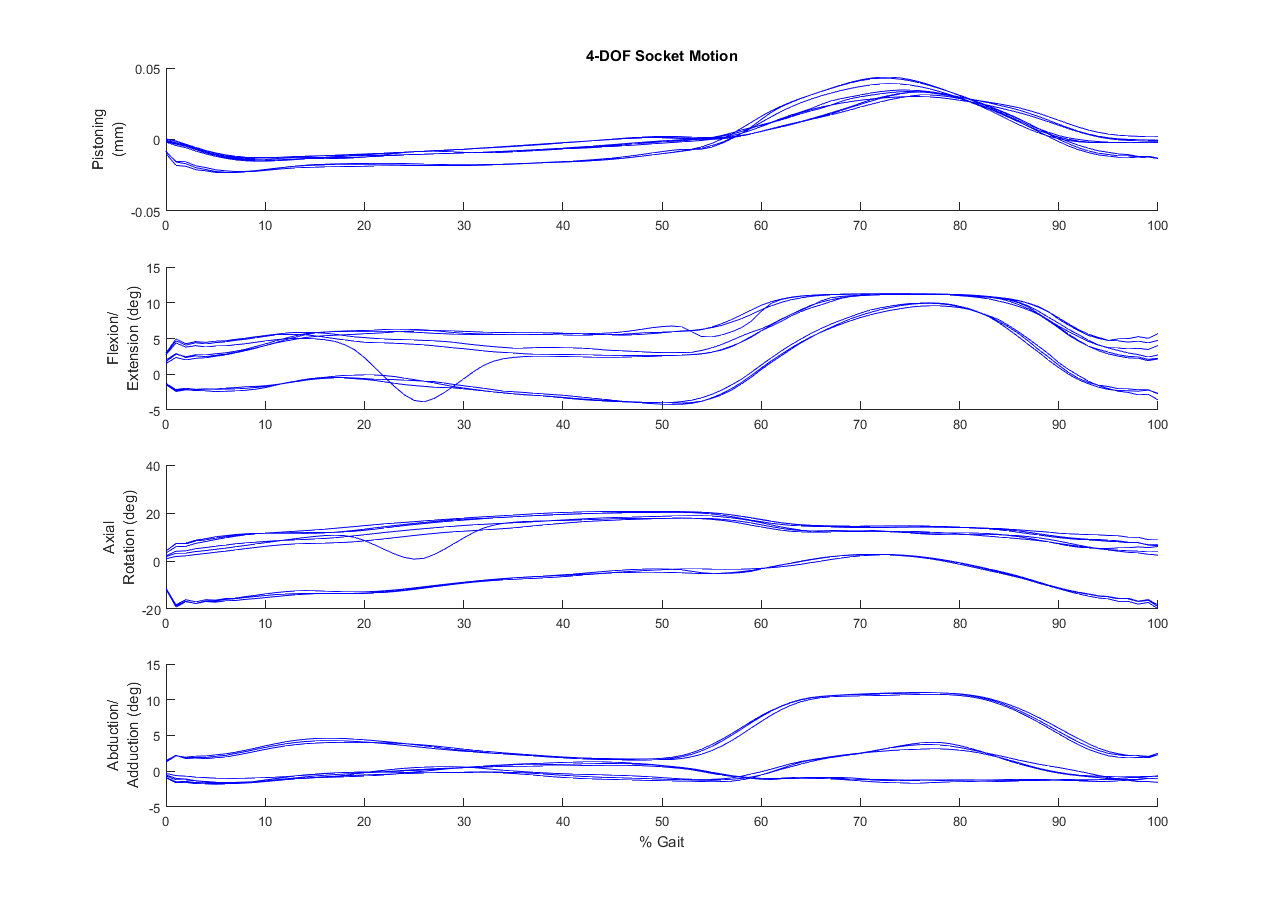 4-DOF Socket Motion
Pistoning
(mm)
0.05
0
-0.05
0 10 20 30 40 50 60 70 80 90 100
Flexion/
Extension (deg)
15
10
5
0
-5
0 10 20 30 40 50 60 70 80 90 100
Axial
Rotation (deg)
40
20
0
-20
0 10 20 30 40 50 60 70 80 90 100
Abduction/
Adduction (deg)
15
10
5
0
-5
0 10 20 30 40 50 60 70 80 90 100
% Gait